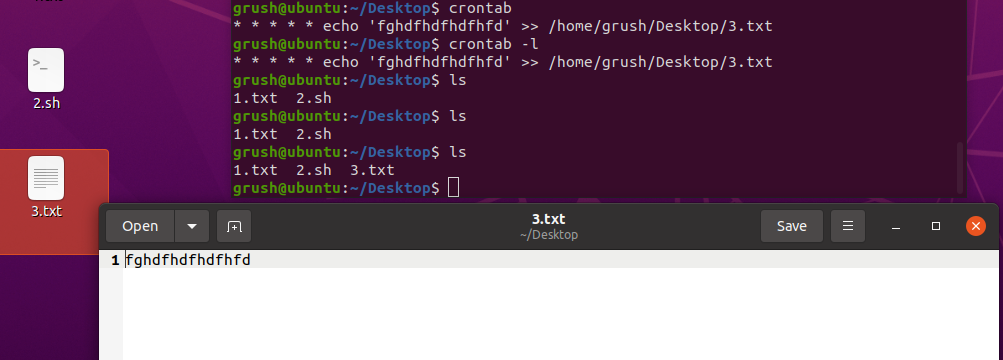 grush@ubuntu:~/Desktop$ crontab
* * * * * echo 'fghdfhdfhdfhfd' >> /home/grush/Desktop/3.txt
grush@ubuntu:~/Desktop$ crontab -l
* * * * * echo 'fghdfhdfhdfhfd' >> /home/grush/Desktop/3.txt
grush@ubuntu:~/Desktop$ ls
1.txt  2.sh
grush@ubuntu:~/Desktop$ ls
1.txt  2.sh
grush@ubuntu:~/Desktop$ ls
1.txt  2.sh  3.txt
grush@ubuntu:~/Desktop$
>_
2.sh
3.txt
Open
3.txt
~/Desktop
Save
1 fghdfhdfhdfhfd